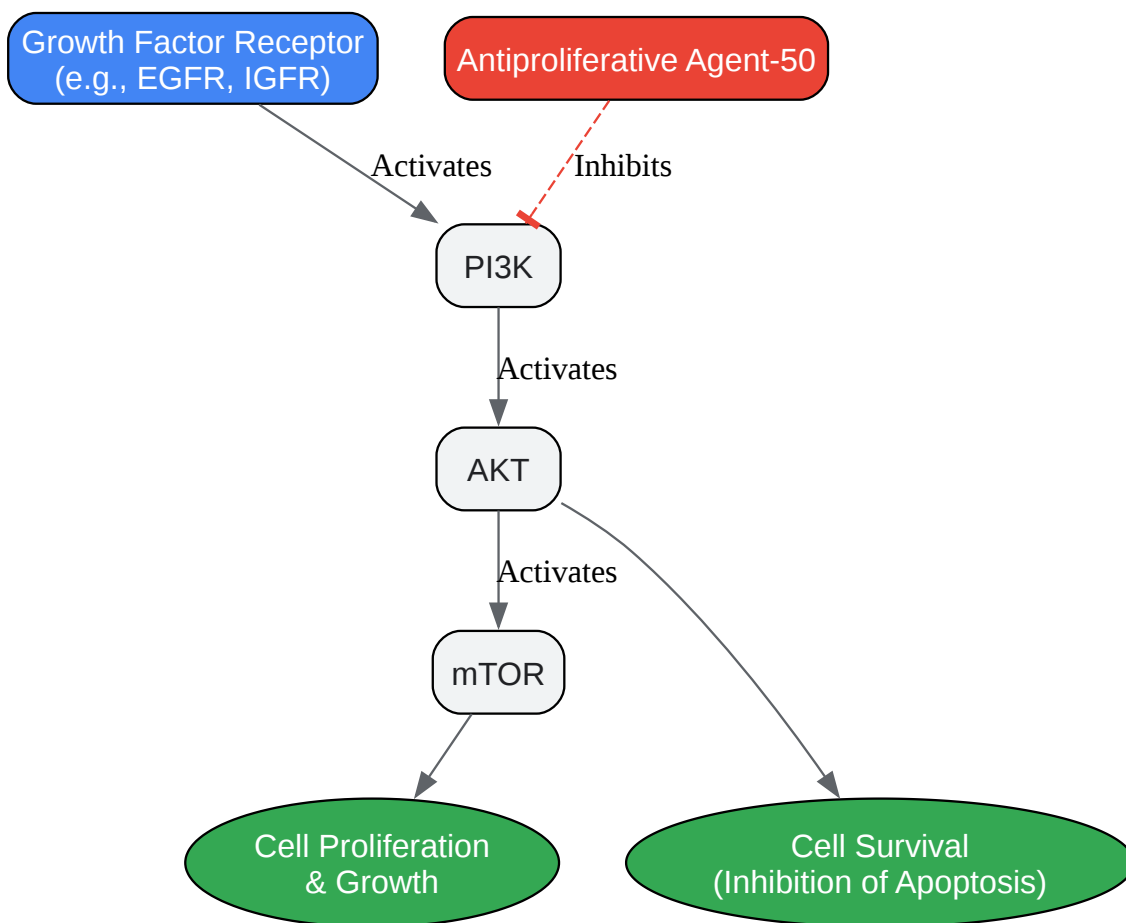 Growth Factor Receptor
(e.g., EGFR, IGFR)
Antiproliferative Agent-50
Activates
Inhibits
PI3K
Activates
AKT
Activates
mTOR
Cell Proliferation
& Growth
Cell Survival
(Inhibition of Apoptosis)